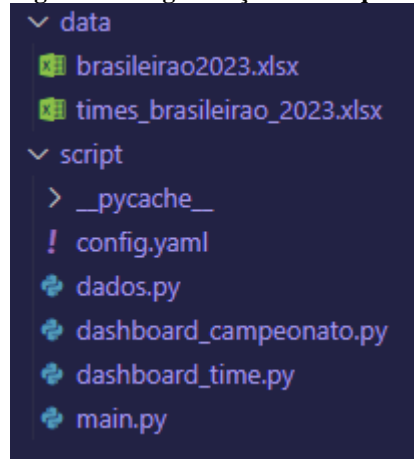 data
brasileirao2023.xlsx
times_brasileirao_2023.xlsx
script
__pycache__
config.yaml
dados.py
dashboard_campeonato.py
dashboard_time.py
main.py